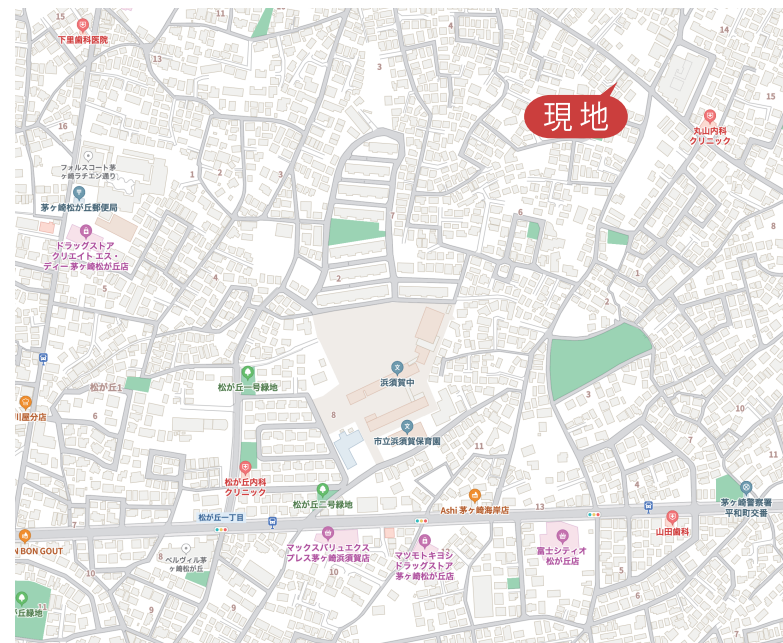 15
11
4
14
下里歯科医院
13
3
現地
15
16
丸山内科
クリニック
フォルスコート茅
ヶ崎ラチエン通り
1
2
3
茅ヶ崎松が丘郵便局
7
6
8
ドラッグストア
クリエイト エス・
ディー 茅ヶ崎松が丘店
5
4
2
1
2
浜須賀中
松が丘1
松が丘一号緑地
3
川屋分店
6
8
10
市立浜須賀保育園
11
7
11
松が丘内科
クリニック
4
松が丘二号緑地
Ashi 茅ヶ崎海岸店
13
茅ヶ崎警察署
平和町交番
7
松が丘一丁目
山田歯科
N BON GOUT
8
ベルヴィル茅
ヶ崎松が丘
マックスバリュエクス
プレス茅ヶ崎浜須賀店
10
マツモトキヨシ
ドラッグストア
茅ヶ崎松が丘店
富士シティオ
松が丘店
10
5
6
が丘緑地
11
9
9
7